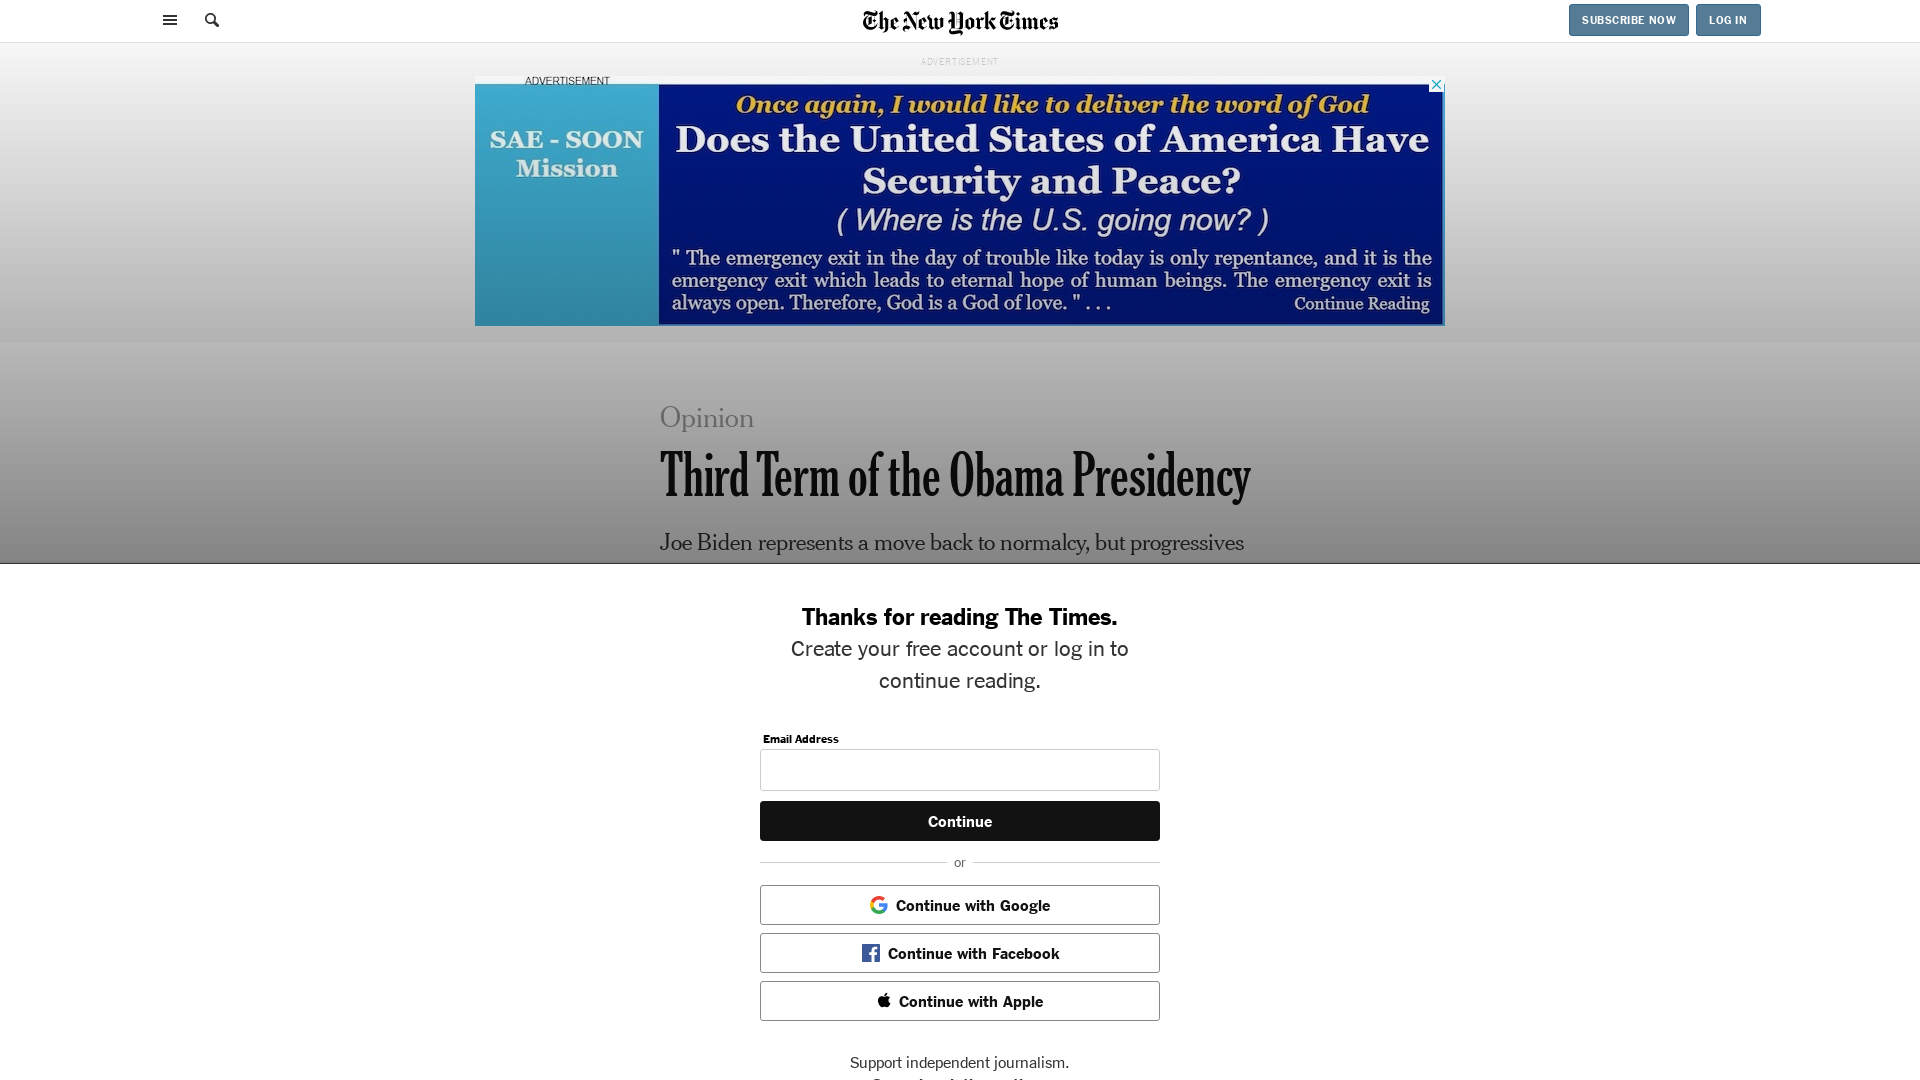 The New York Times
SUBSCRIBE NOW
LOG IN
ADVERTISEMENT
ADVERTISEMENT
SAE - SOON
Mission
Once again, I would like to deliver the word of God
Does the United States of America Have
Security and Peace?
( Where is the U.S. going now? )
" The emergency exit in the day of trouble like today is only repentance, and it is the
emergency exit which leads to eternal hope of human beings. The emergency exit is
always open. Therefore, God is a God of love. " . . .
Continue Reading
Opinion
Third Term of the Obama Presidency
Joe Biden represents a move back to normalcy, but progressives
Thanks for reading The Times.
Create your free account or log in to
continue reading.
Email Address
Continue
or
Continue with Google
Continue with Facebook
Continue with Apple
Support independent journalism.